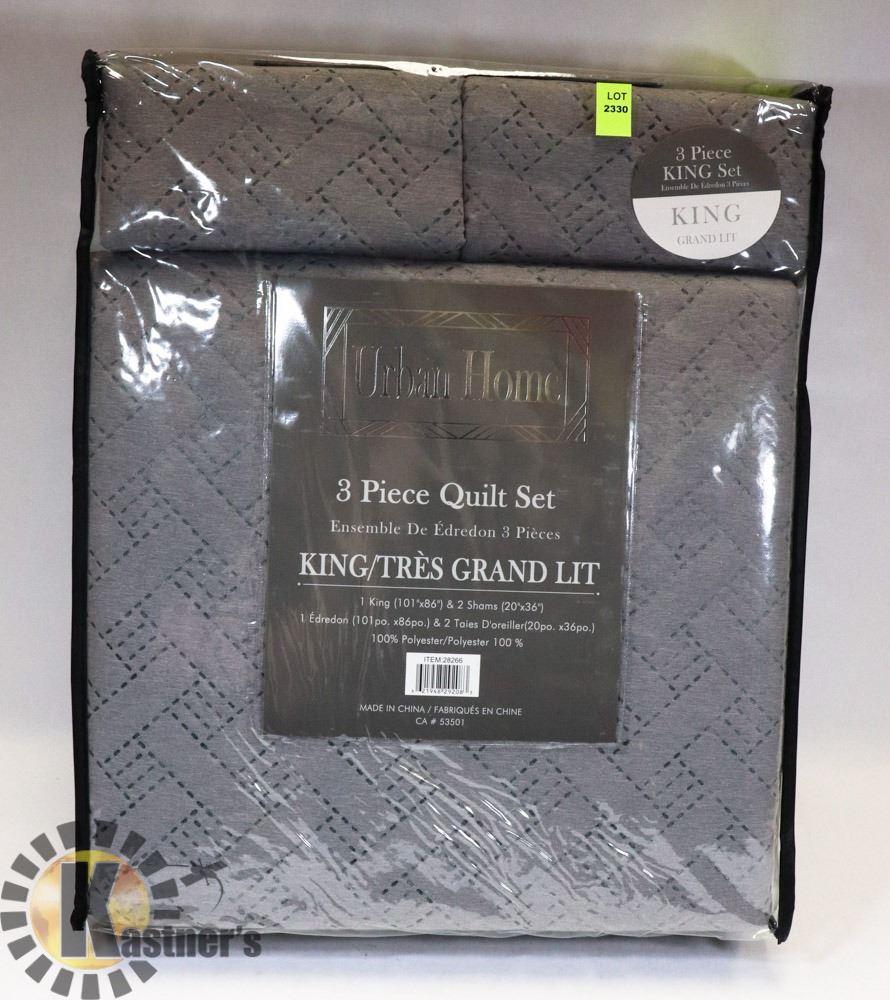 LOT
2330
3 Piece
KING Set
Ensemble De Édredon 3 Pièces
KING
GRAND LIT
Urban Home
3 Piece Quilt Set
Ensemble De Édredon 3 Pièces
KING/TRÈS GRAND LIT
1 King (101"x86") & 2 Shams (20"x36")
1 Édredon (101po. x86po.) & 2 Taies D'oreiller(20po. x36po.)
100% Polyester/Polyester 100 %
ITEM:28266
21948 29208
MADE IN CHINA / FABRIQUÉS EN CHINE
CA # 53501
Kastner's